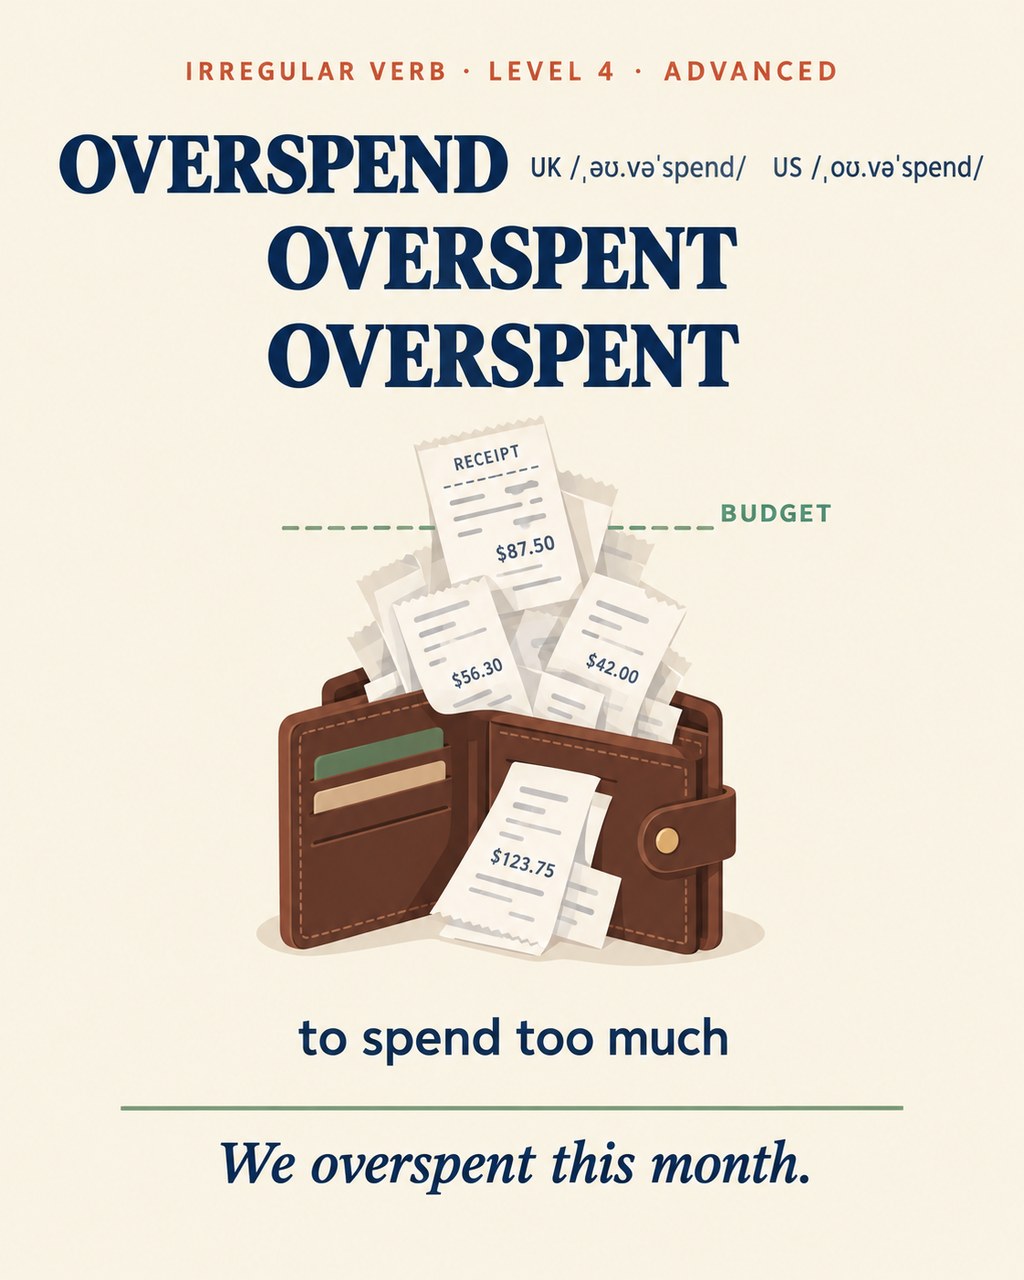 IRREGULAR VERB · LEVEL 4 · ADVANCED
OVERSPEND UK /ˌəʊ.vəˈspend/ US /ˌoʊ.vəˈspend/
OVERSPENT
OVERSPENT
RECEIPT
BUDGET
$87.50
$56.30
$42.00
$123.75
to spend too much
We overspent this month.